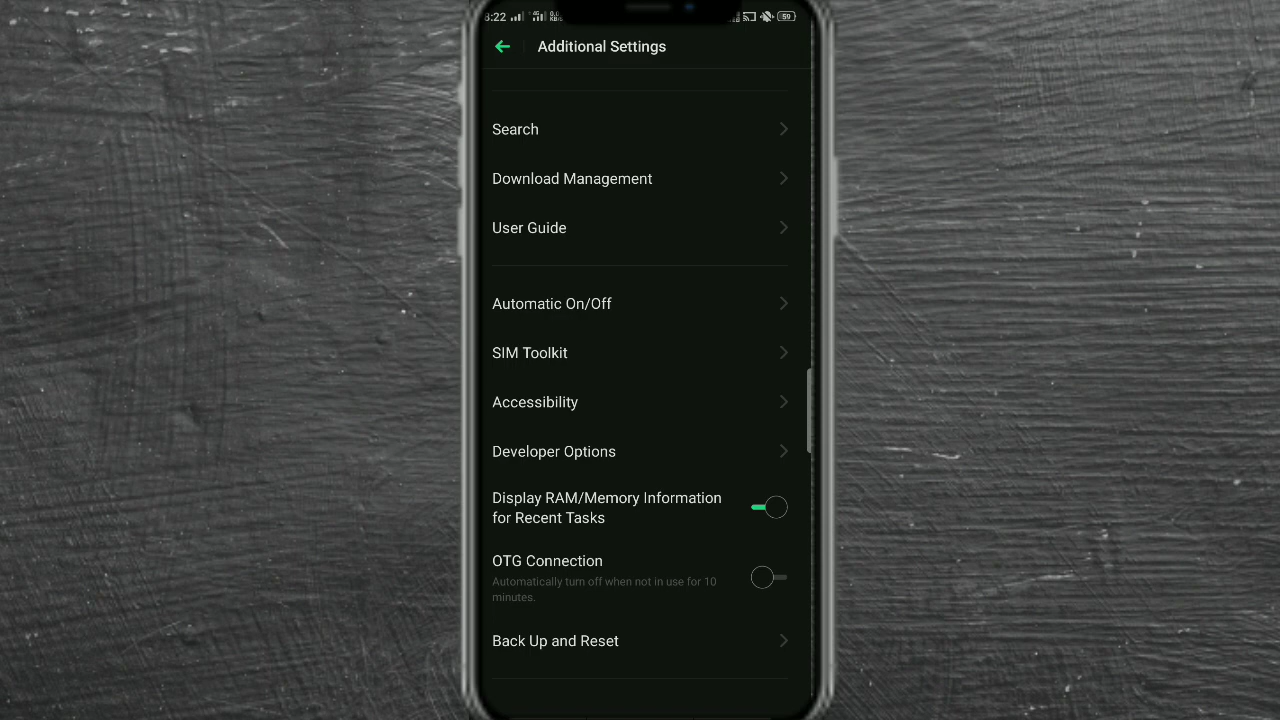 :22
59
Additional Settings
Search
Download Management
User Guide
Automatic On/Off
SIM Toolkit
Accessibility
Developer Options
Display RAM/Memory Information
for Recent Tasks
OTG Connection
Automatically turn off when not in use for 10
minutes.
Back Up and Reset